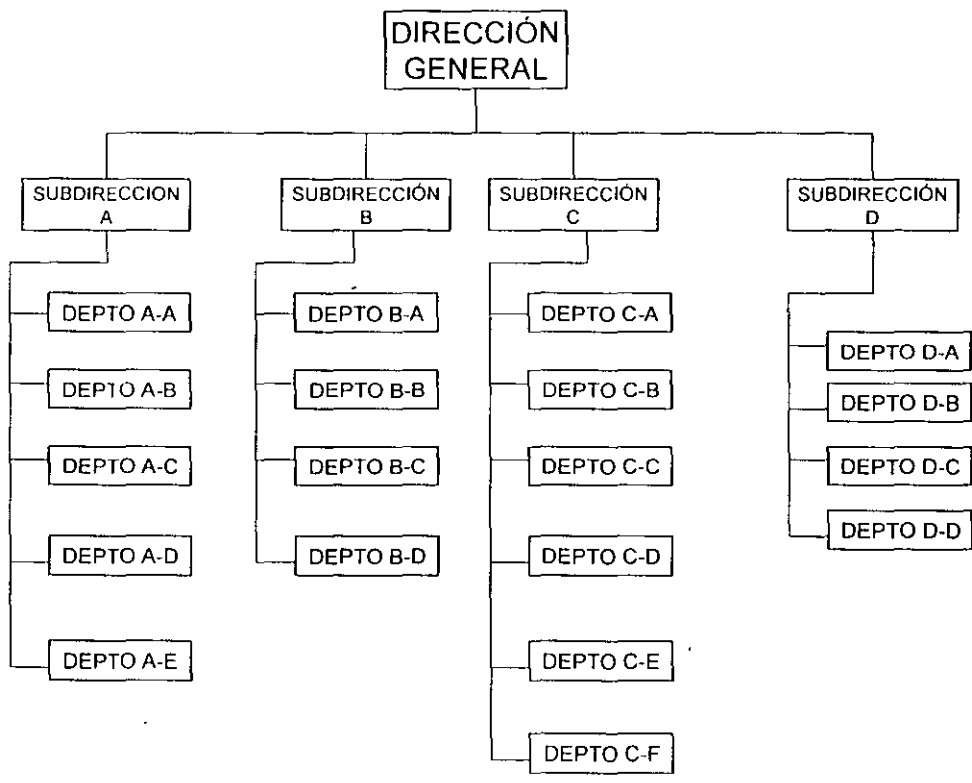 DIRECCIÓN
GENERAL
SUBDIRECCION
A
SUBDIRECCIÓN
B
SUBDIRECCIÓN
C
SUBDIRECCIÓN
D
DEPTO A-A
DEPTO A-B
DEPTO A-C
DEPTO A-D
DEPTO A-E
DEPTO B-A
DEPTO B-B
DEPTO B-C
DEPTO B-D
DEPTO C-A
DEPTO C-B
DEPTO C-C
DEPTO C-D
DEPTO C-E
DEPTO C-F
DEPTO D-A
DEPTO D-B
DEPTO D-C
DEPTO D-D